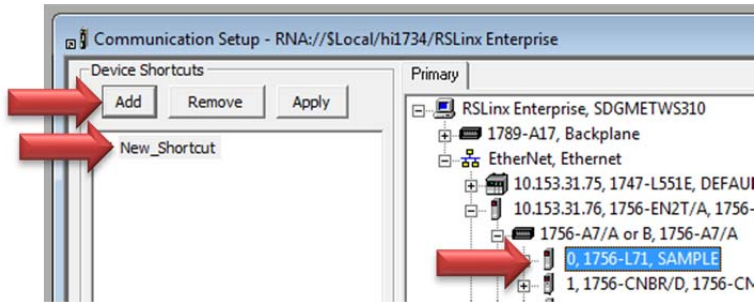 Communication Setup - RNA://$Local/hi1734/RSLinx Enterprise
Device Shortcuts
Add Remove Apply
New_Shortcut
Primary
RSLinx Enterprise, SDGMETWS310
1789-A17, Backplane
EtherNet, Ethernet
10.153.31.75, 1747-L551E, DEFAU
10.153.31.76, 1756-EN2T/A, 1756-
1756-A7/A or B, 1756-A7/A
0, 1756-L71, SAMPLE
1, 1756-CNBR/D, 1756-CN